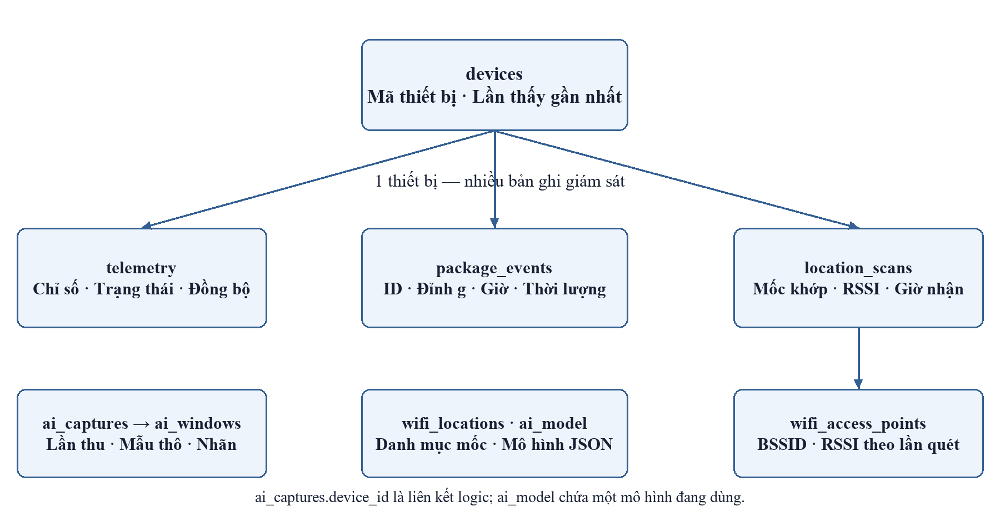 devices
Mã thiết bị · Lần thấy gần nhất
1 thiết bị — nhiều bản ghi giám sát
telemetry
Chỉ số · Trạng thái · Đồng bộ
package_events
ID · Đỉnh g · Giờ · Thời lượng
location_scans
Mốc khớp · RSSI · Giờ nhận
ai_captures → ai_windows
Lần thu · Mẫu thô · Nhãn
wifi_locations · ai_model
Danh mục mốc · Mô hình JSON
wifi_access_points
BSSID · RSSI theo lần quét
ai_captures.device_id là liên kết logic; ai_model chứa một mô hình đang dùng.